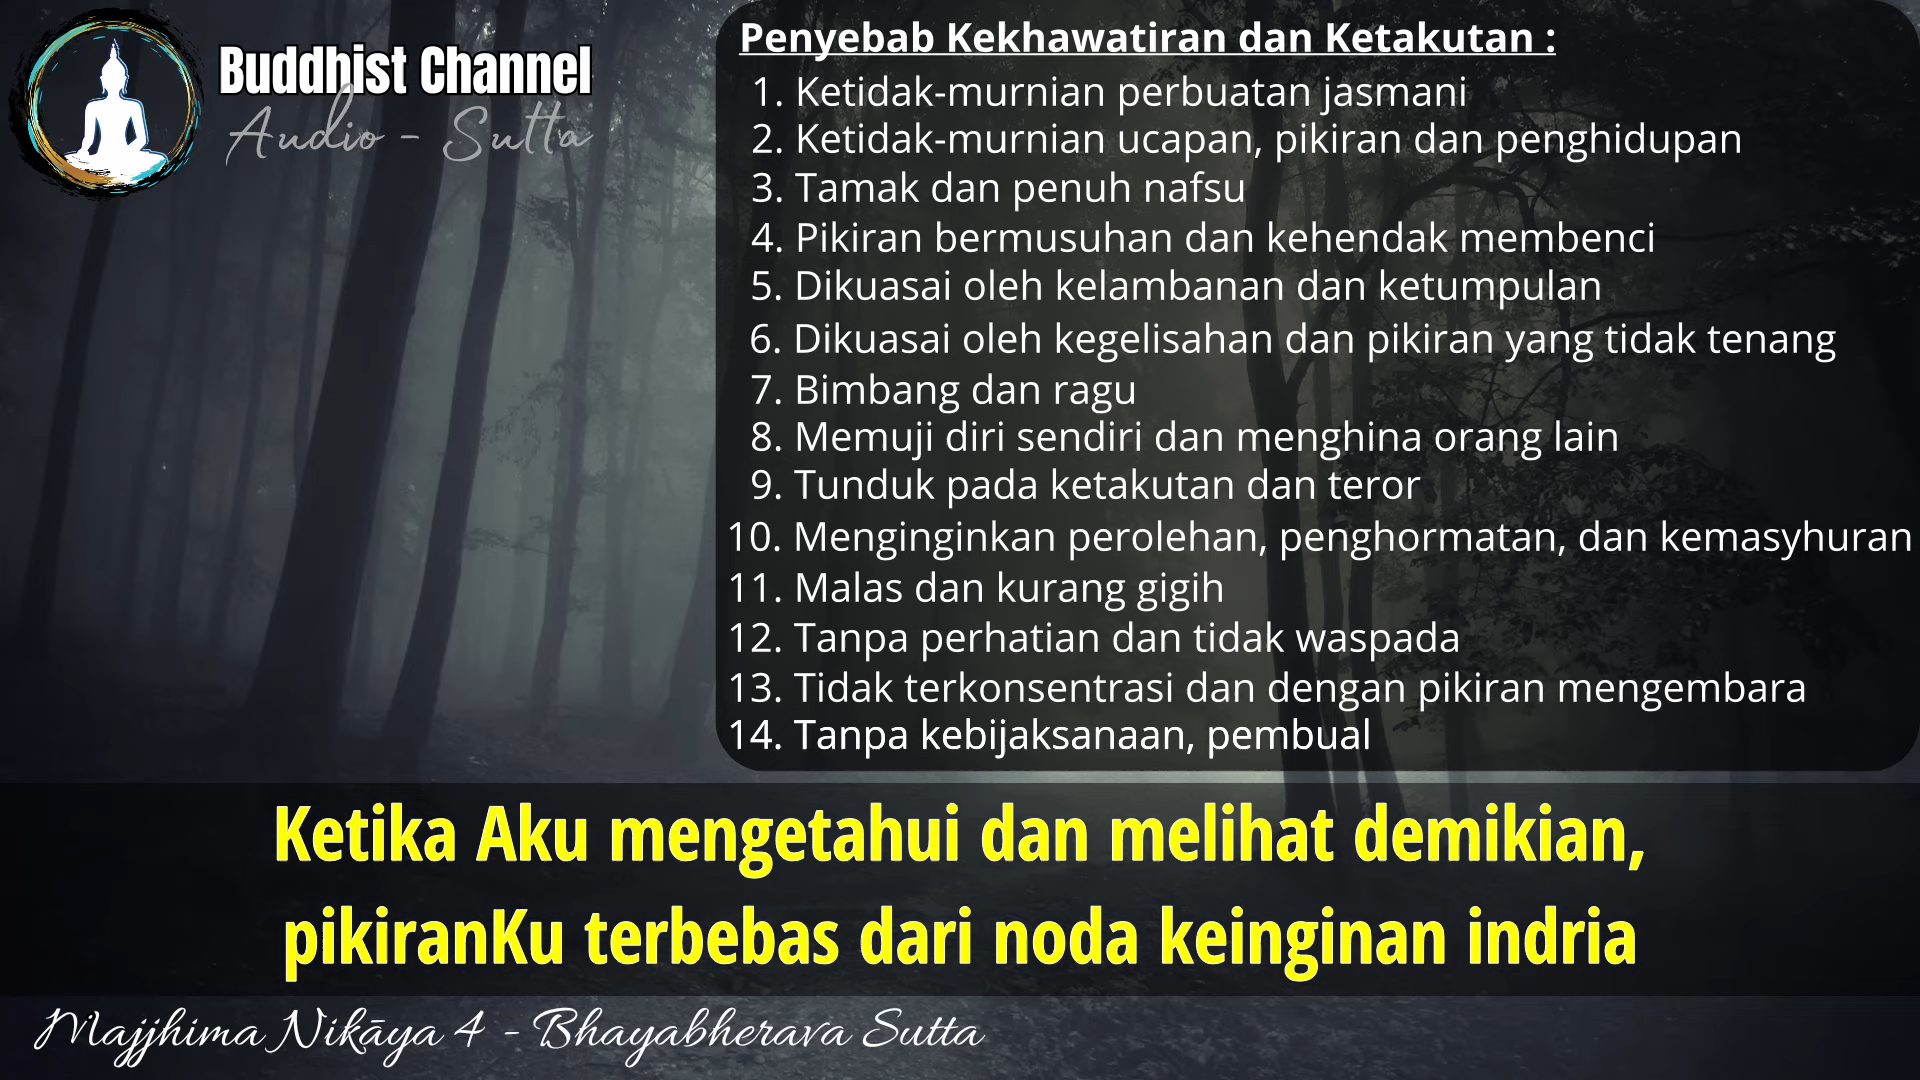 Buddhist Channel
Audio - Sutta
Penyebab Kekhawatiran dan Ketakutan :
1. Ketidak-murnian perbuatan jasmani
2. Ketidak-murnian ucapan, pikiran dan penghidupan
3. Tamak dan penuh nafsu
4. Pikiran bermusuhan dan kehendak membenci
5. Dikuasai oleh kelambanan dan ketumpulan
6. Dikuasai oleh kegelisahan dan pikiran yang tidak tenang
7. Bimbang dan ragu
8. Memuji diri sendiri dan menghina orang lain
9. Tunduk pada ketakutan dan teror
10. Menginginkan perolehan, penghormatan, dan kemasyhuran
11. Malas dan kurang gigih
12. Tanpa perhatian dan tidak waspada
13. Tidak terkonsentrasi dan dengan pikiran mengembara
14. Tanpa kebijaksanaan, pembual
Ketika Aku mengetahui dan melihat demikian,
pikiranKu terbebas dari noda keinginan indria
Majjhima Nikāya 4 - Bhayabherava Sutta